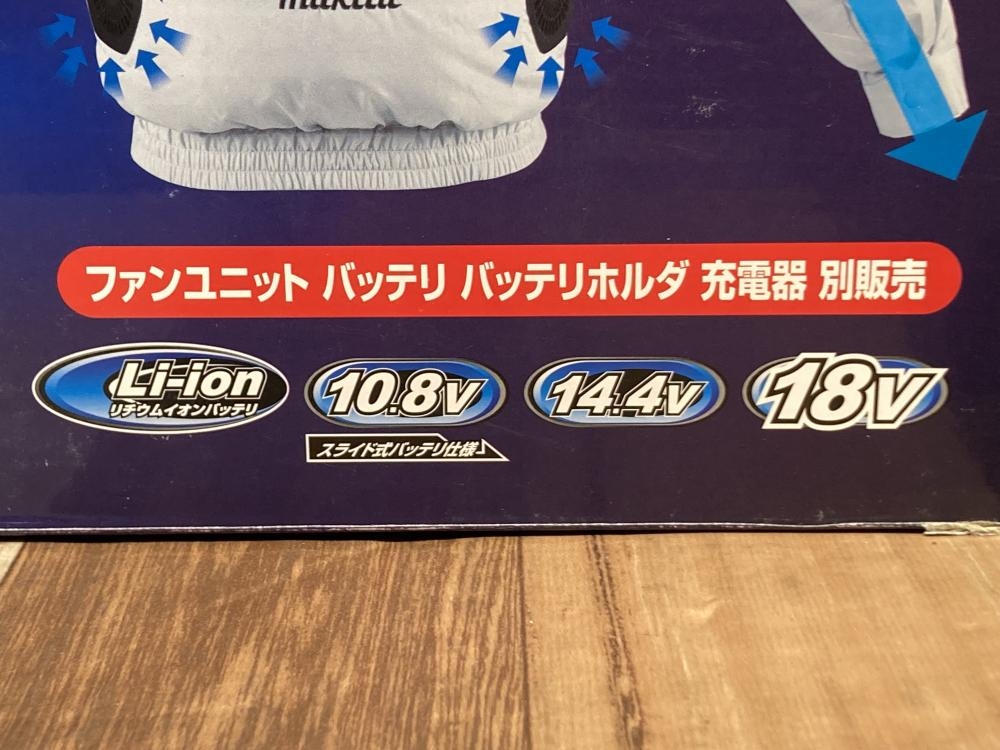 makita
ファンユニット バッテリ バッテリホルダ 充電器 別販売
Li-ion
リチウムイオンバッテリ
10.8V
スライド式バッテリ仕様
14.4V
18V